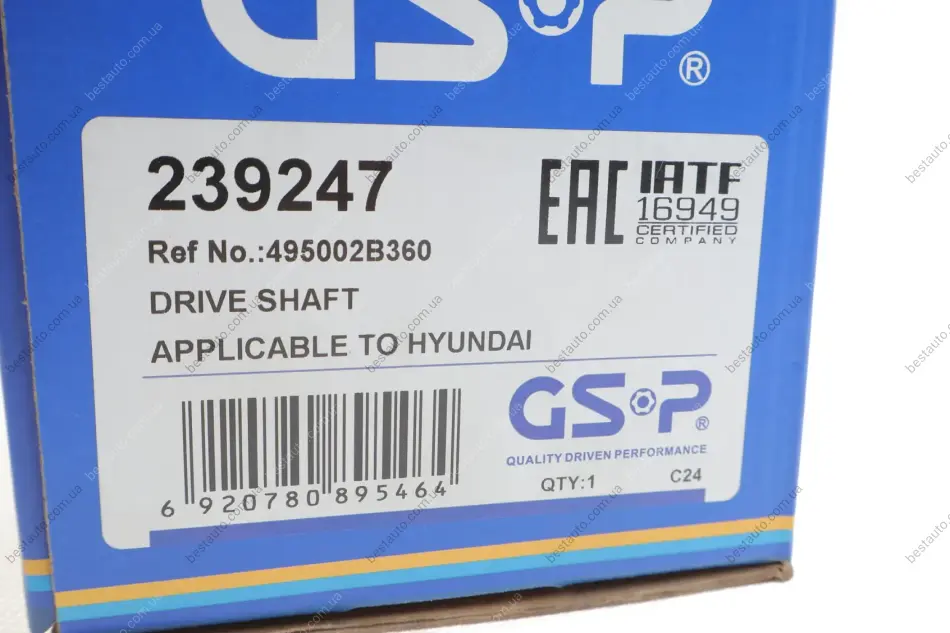 GSP®
239247
Ref No.:495002B360
DRIVE SHAFT
APPLICABLE TO HYUNDAI
EAC
IATF
16949
CERTIFIED
COMPANY
6 920780 895464
GSP®
QUALITY DRIVEN PERFORMANCE
QTY:1 C24
bestauto.com.ua